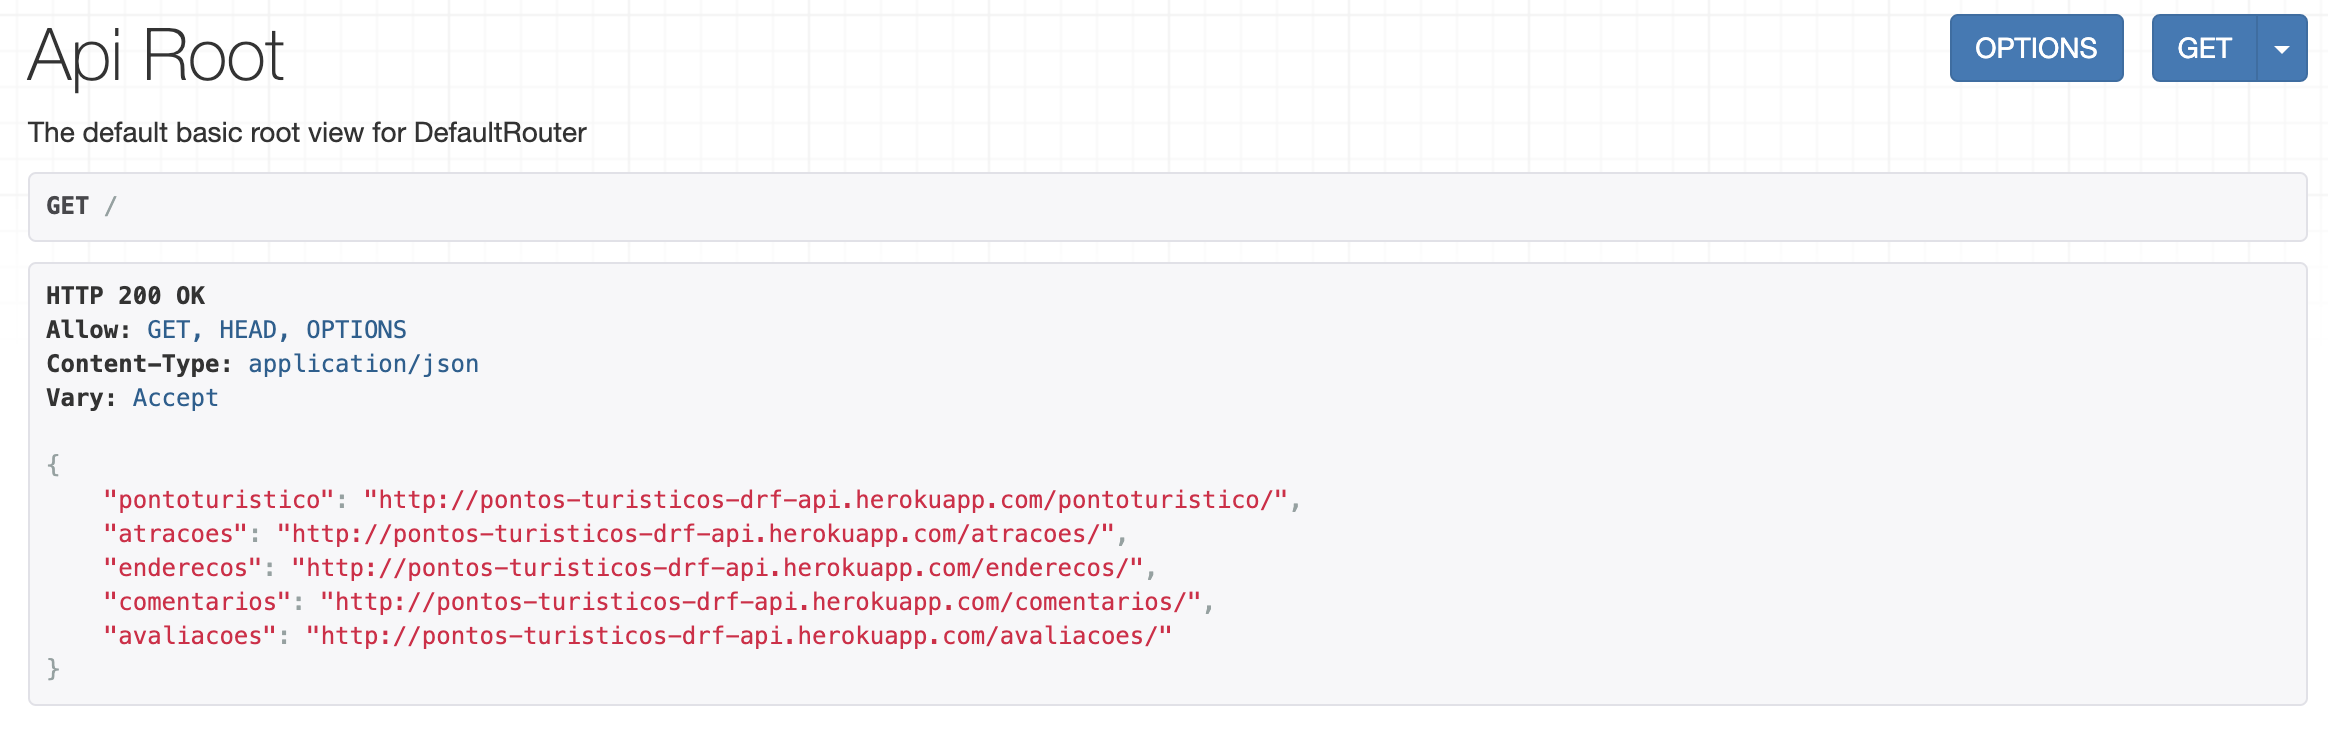 Api Root
OPTIONS
GET
The default basic root view for DefaultRouter
GET /
HTTP 200 OK
Allow: GET, HEAD, OPTIONS
Content-Type: application/json
Vary: Accept
{
"pontoturistico": "http://pontos-turisticos-drf-api.herokuapp.com/pontoturistico/",
"atracoes": "http://pontos-turisticos-drf-api.herokuapp.com/atracoes/",
"enderecos": "http://pontos-turisticos-drf-api.herokuapp.com/enderecos/",
"comentarios": "http://pontos-turisticos-drf-api.herokuapp.com/comentarios/",
"avaliacoes": "http://pontos-turisticos-drf-api.herokuapp.com/avaliacoes/"
}